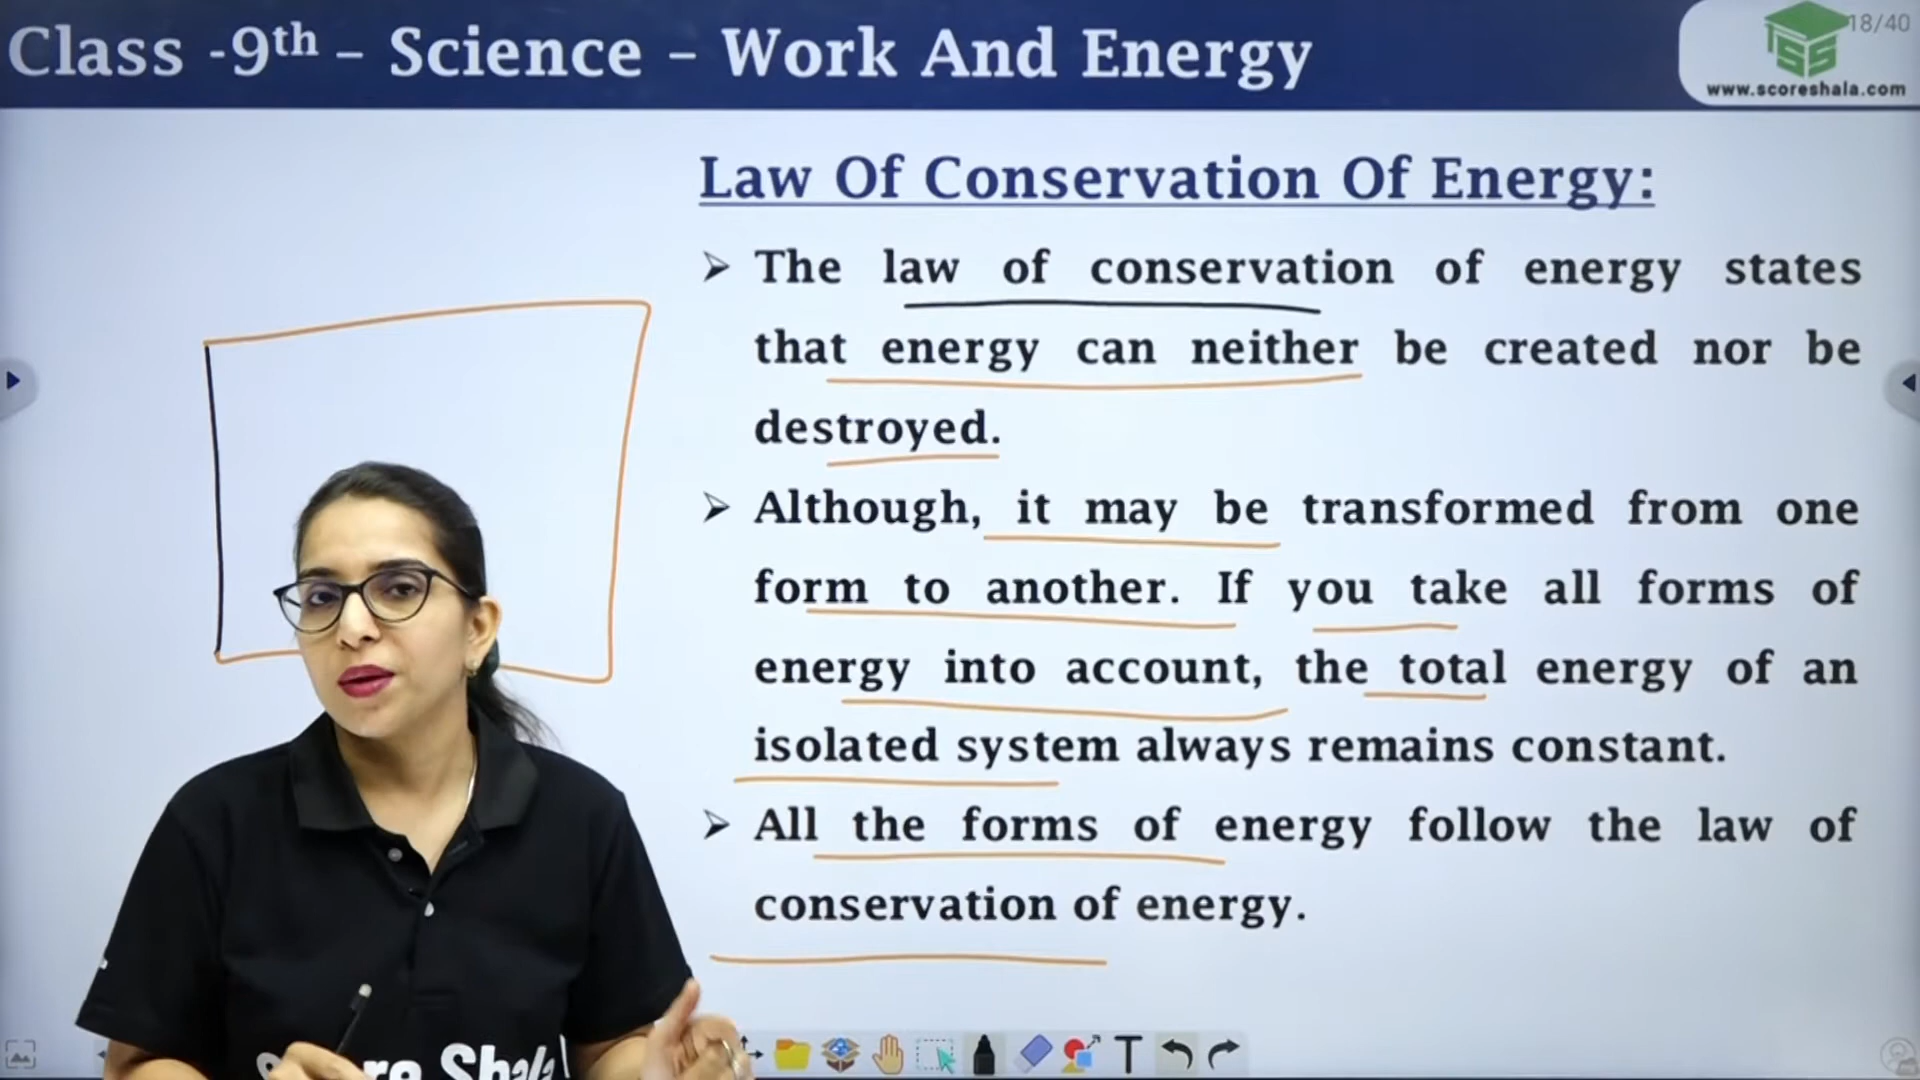 Class -9th – Science – Work And Energy
18/40
SS
www.scoreshala.com
Law Of Conservation Of Energy:
➢ The law of conservation of energy states
that energy can neither be created nor be
destroyed.
➢ Although, it may be transformed from one
form to another. If you take all forms of
energy into account, the total energy of an
isolated system always remains constant.
➢ All the forms of energy follow the law of
conservation of energy.
Shala
T